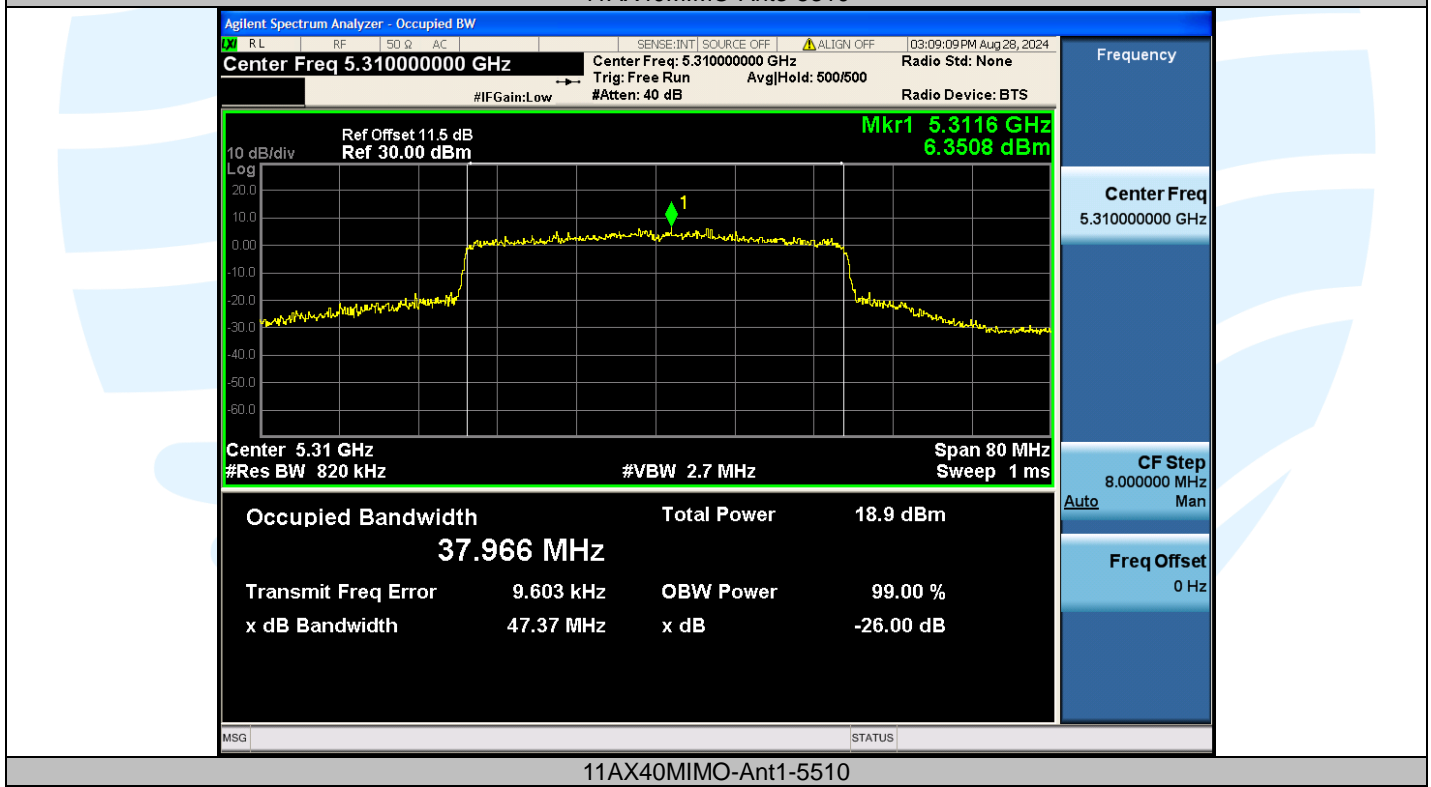 Agilent Spectrum Analyzer - Occupied BW
LXI RL RF 50 Ω AC SENSE:INT SOURCE OFF ALIGN OFF 03:09:09 PM Aug 28, 2024
Center Freq 5.310000000 GHz
Center Freq: 5.310000000 GHz Radio Std: None
Trig: Free Run Avg|Hold: 500/500
#IFGain:Low #Atten: 40 dB Radio Device: BTS
Mkr1 5.3116 GHz
6.3508 dBm
Ref Offset 11.5 dB
10 dB/div Ref 30.00 dBm
Log
20.0
10.0
0.00
-10.0
-20.0
-30.0
-40.0
-50.0
-60.0
1
Center 5.31 GHz Span 80 MHz
#Res BW 820 kHz #VBW 2.7 MHz Sweep 1 ms
Occupied Bandwidth Total Power 18.9 dBm
37.966 MHz
Transmit Freq Error 9.603 kHz OBW Power 99.00 %
x dB Bandwidth 47.37 MHz x dB -26.00 dB
MSG STATUS
Frequency
Center Freq
5.310000000 GHz
CF Step
8.000000 MHz
Auto Man
Freq Offset
0 Hz
11AX40MIMO-Ant1-5510